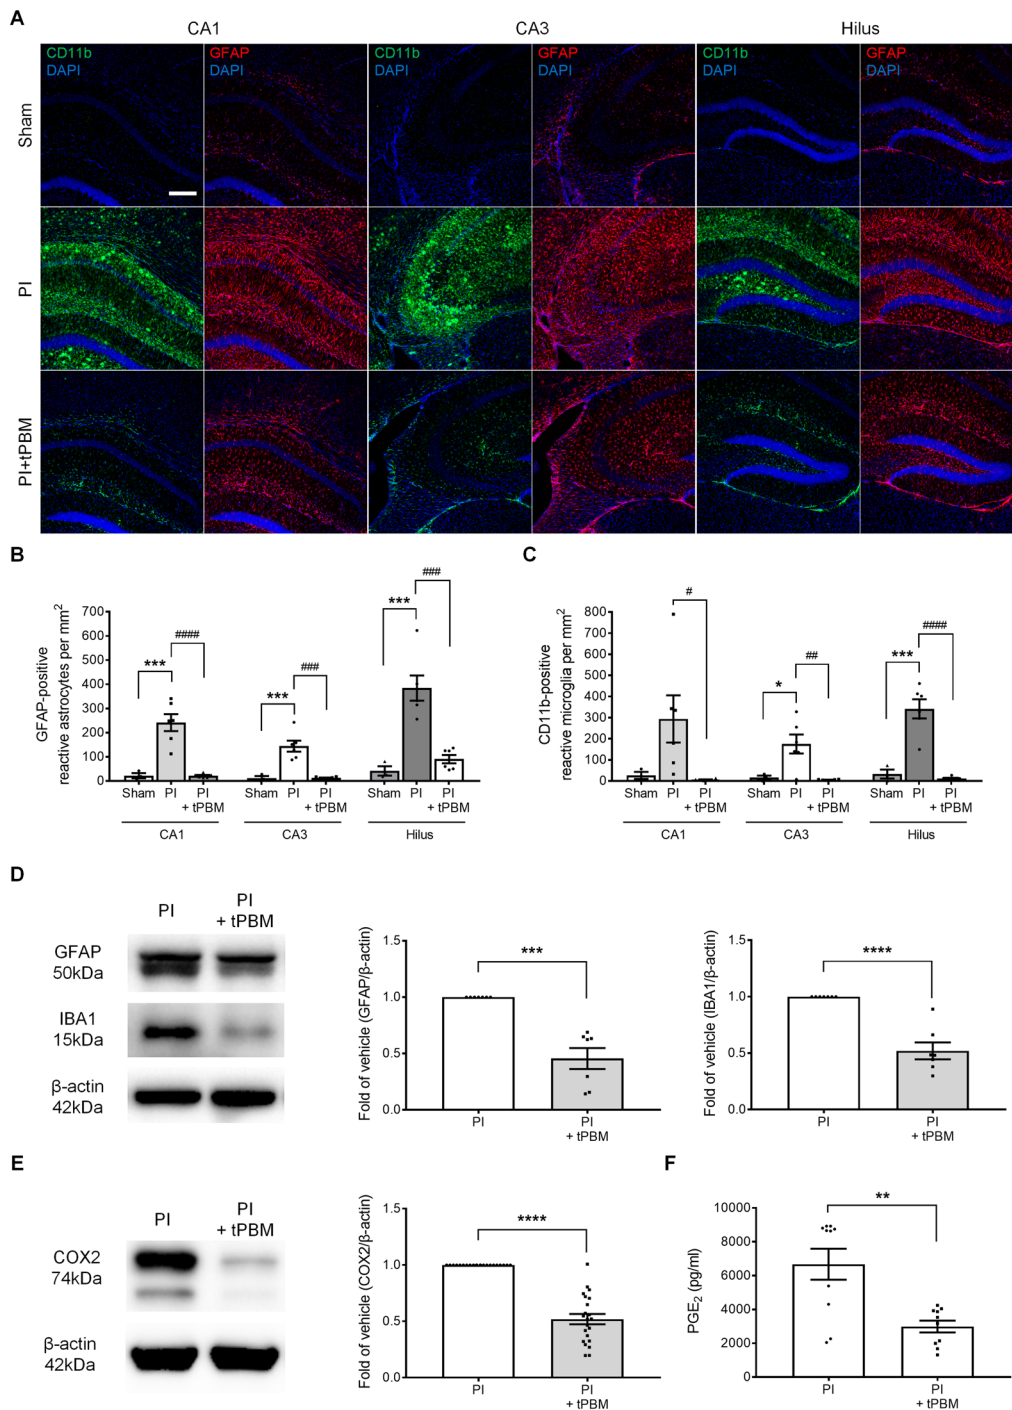 A
CA1 CA3 Hilus
CD11b GFAP CD11b GFAP CD11b GFAP
DAPI DAPI DAPI DAPI DAPI DAPI
Sham
PI
PI+tPBM
B
GFAP-positive
reactive astrocytes per mm²
700
600
500
400
300
200
100
0
*** ####
*** ###
*** ###
Sham PI PI Sham PI PI Sham PI PI
+ tPBM + tPBM + tPBM
CA1 CA3 Hilus
C
CD11b-positive
reactive microglia per mm²
800
700
600
500
400
300
200
100
0
#
* ##
*** ####
Sham PI PI Sham PI PI Sham PI PI
+ tPBM + tPBM + tPBM
CA1 CA3 Hilus
D
PI PI
+ tPBM
GFAP
50kDa
IBA1
15kDa
β-actin
42kDa
Fold of vehicle (GFAP/β-actin)
1.5
1.0
0.5
0.0
***
PI PI
+ tPBM
Fold of vehicle (IBA1/β-actin)
1.5
1.0
0.5
0.0
****
PI PI
+ tPBM
E
PI PI
+ tPBM
COX2
74kDa
β-actin
42kDa
Fold of vehicle (COX2/β-actin)
1.5
1.0
0.5
0.0
****
PI PI
+ tPBM
F
PGE₂ (pg/ml)
10000
8000
6000
4000
2000
0
**
PI PI
+ tPBM